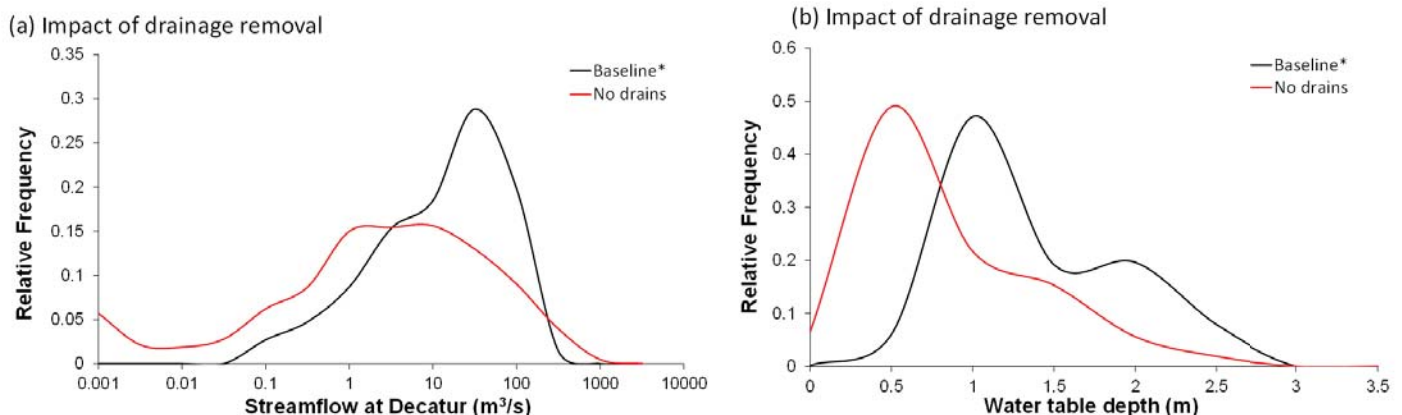 (a) Impact of drainage removal
0.35
0.3
0.25
0.2
0.15
0.1
0.05
0
Relative Frequency
Baseline*
No drains
0.001 0.01 0.1 1 10 100 1000 10000
Streamflow at Decatur (m³/s)
(b) Impact of drainage removal
0.6
0.5
0.4
0.3
0.2
0.1
0
Relative Frequency
Baseline*
No drains
0 0.5 1 1.5 2 2.5 3 3.5
Water table depth (m)